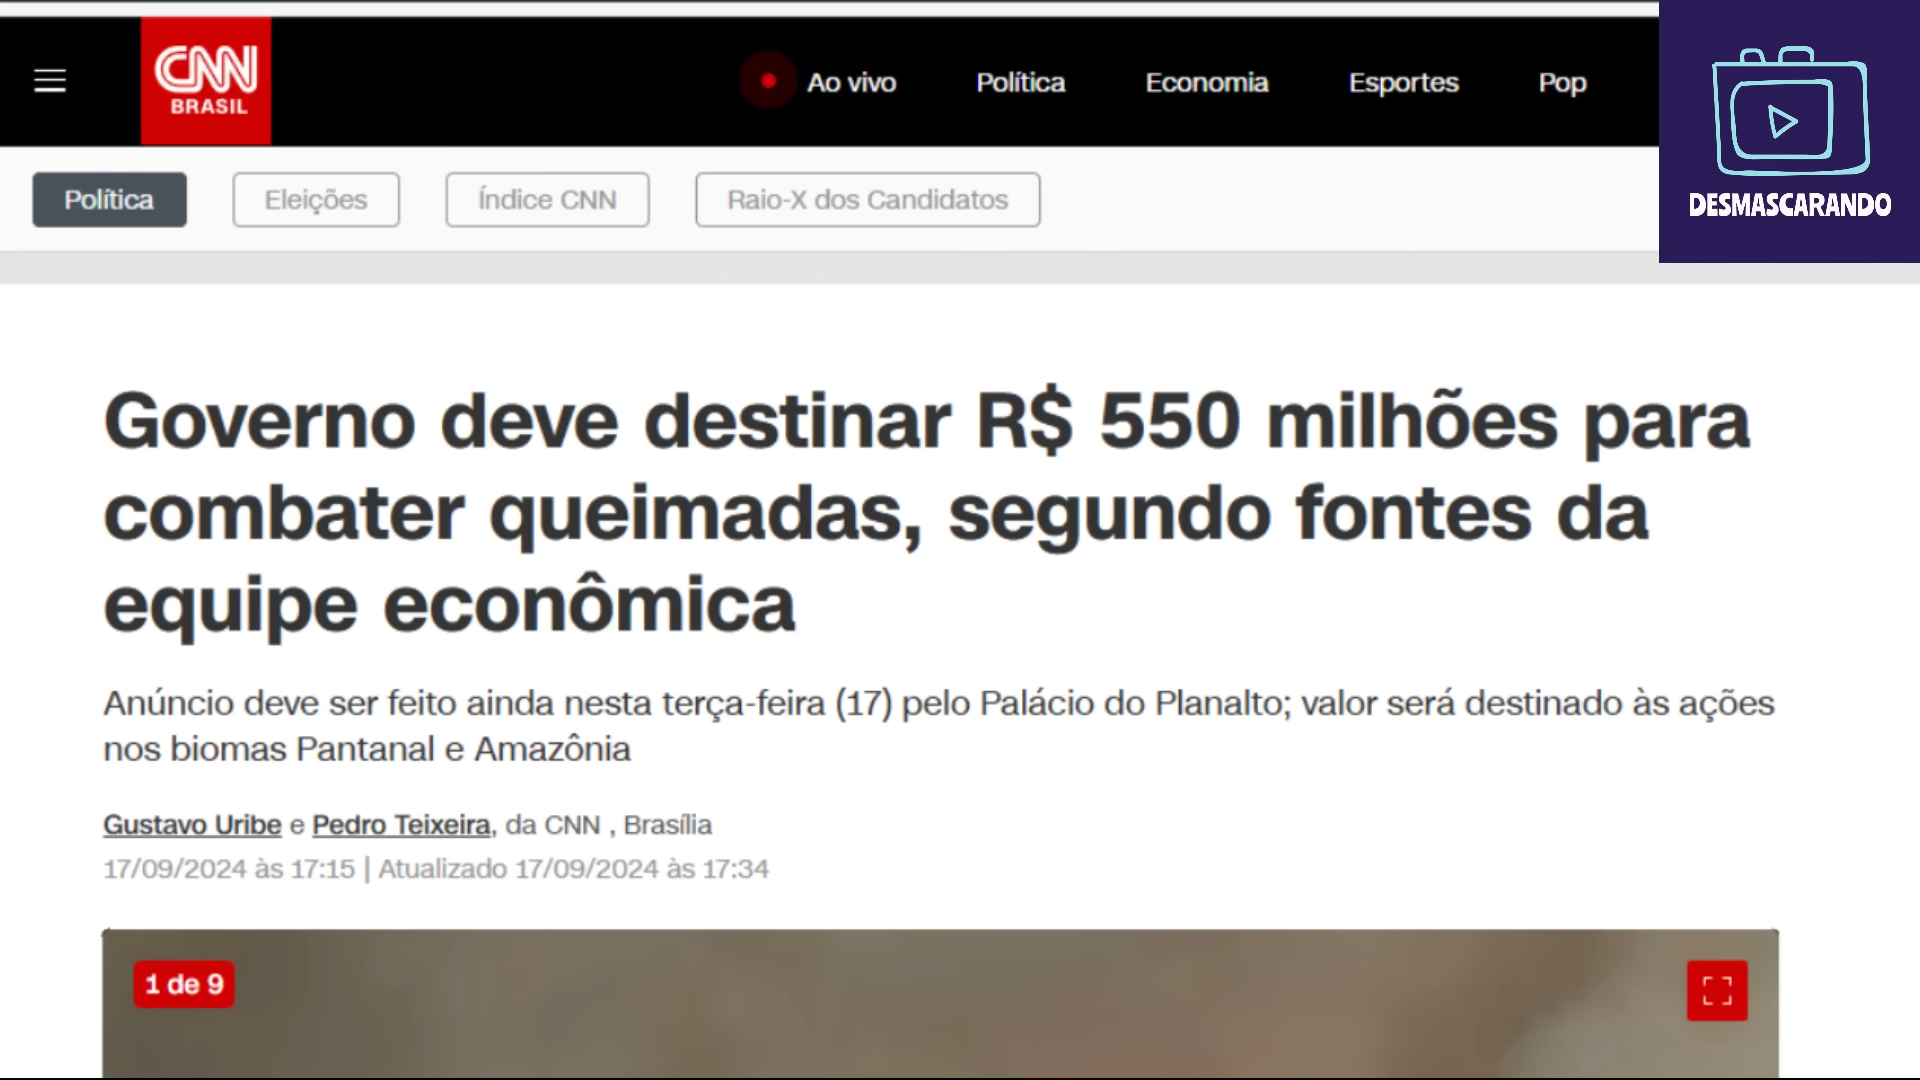 CNN
BRASIL
Ao vivo Política Economia Esportes Pop
DESMASCARANDO
Política Eleições Índice CNN Raio-X dos Candidatos
Governo deve destinar R$ 550 milhões para
combater queimadas, segundo fontes da
equipe econômica
Anúncio deve ser feito ainda nesta terça-feira (17) pelo Palácio do Planalto; valor será destinado às ações
nos biomas Pantanal e Amazônia
Gustavo Uribe e Pedro Teixeira, da CNN , Brasília
17/09/2024 às 17:15 | Atualizado 17/09/2024 às 17:34
1 de 9